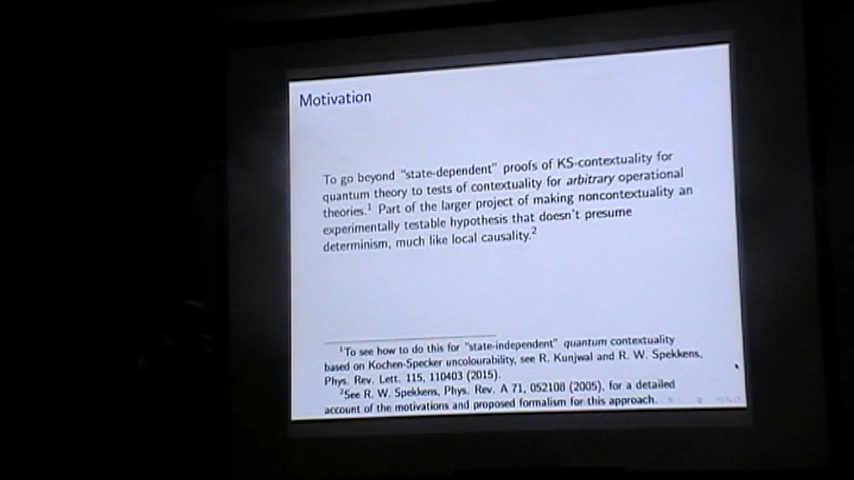 Motivation
To go beyond "state-dependent" proofs of KS-contextuality for
quantum theory to tests of contextuality for arbitrary operational
theories.¹ Part of the larger project of making noncontextuality an
experimentally testable hypothesis that doesn't presume
determinism, much like local causality.²
¹To see how to do this for "state-independent" quantum contextuality
based on Kochen-Specker uncolourability, see R. Kunjwal and R. W. Spekkens,
Phys. Rev. Lett. 115, 110403 (2015).
²See R. W. Spekkens, Phys. Rev. A 71, 052108 (2005), for a detailed
account of the motivations and proposed formalism for this approach.